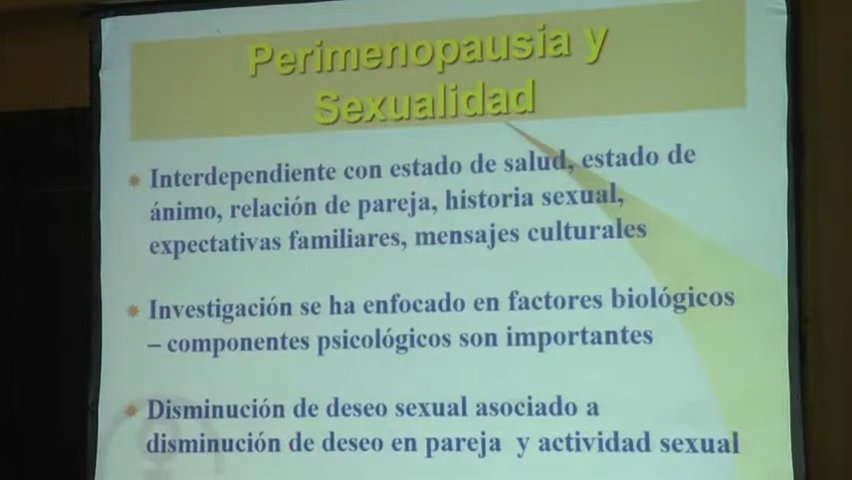 Perimenopausia y
Sexualidad
Interdependiente con estado de salud, estado de
ánimo, relación de pareja, historia sexual,
expectativas familiares, mensajes culturales
Investigación se ha enfocado en factores biológicos
– componentes psicológicos son importantes
Disminución de deseo sexual asociado a
disminución de deseo en pareja y actividad sexual